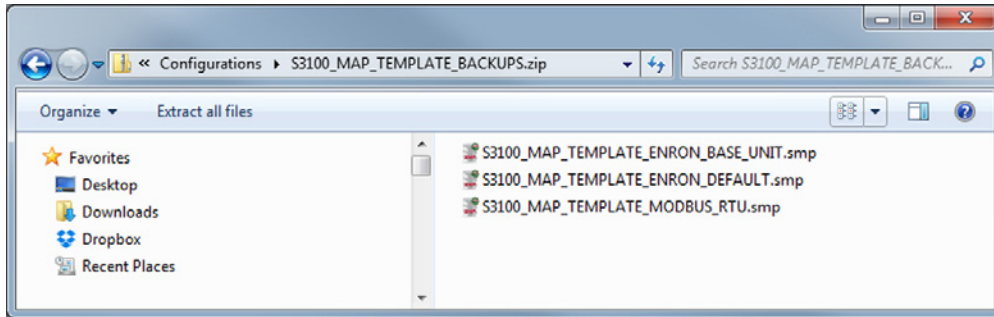 « Configurations ▸ S3100_MAP_TEMPLATE_BACKUPS.zip
Search S3100_MAP_TEMPLATE_BACK...
Organize
Extract all files
Favorites
Desktop
Downloads
Dropbox
Recent Places
S3100_MAP_TEMPLATE_ENRON_BASE_UNIT.smp
S3100_MAP_TEMPLATE_ENRON_DEFAULT.smp
S3100_MAP_TEMPLATE_MODBUS_RTU.smp